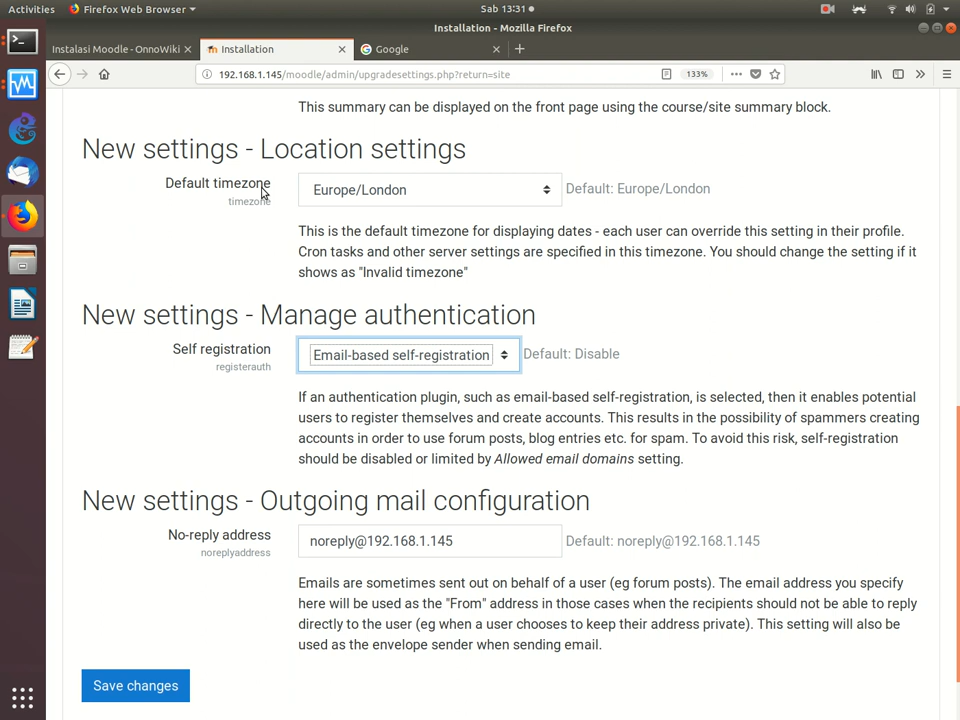 Activities
Firefox Web Browser
Sab 13:31
Installation - Mozilla Firefox
Instalasi Moodle - OnnoWiki
Installation
Google
192.168.1.145/moodle/admin/upgradesettings.php?return=site
133%
This summary can be displayed on the front page using the course/site summary block.
New settings - Location settings
Default timezone
timezone
Europe/London
Default: Europe/London
This is the default timezone for displaying dates - each user can override this setting in their profile.
Cron tasks and other server settings are specified in this timezone. You should change the setting if it
shows as "Invalid timezone"
New settings - Manage authentication
Self registration
registerauth
Email-based self-registration
Default: Disable
If an authentication plugin, such as email-based self-registration, is selected, then it enables potential
users to register themselves and create accounts. This results in the possibility of spammers creating
accounts in order to use forum posts, blog entries etc. for spam. To avoid this risk, self-registration
should be disabled or limited by Allowed email domains setting.
New settings - Outgoing mail configuration
No-reply address
noreplyaddress
noreply@192.168.1.145
Default: noreply@192.168.1.145
Emails are sometimes sent out on behalf of a user (eg forum posts). The email address you specify
here will be used as the "From" address in those cases when the recipients should not be able to reply
directly to the user (eg when a user chooses to keep their address private). This setting will also be
used as the envelope sender when sending email.
Save changes